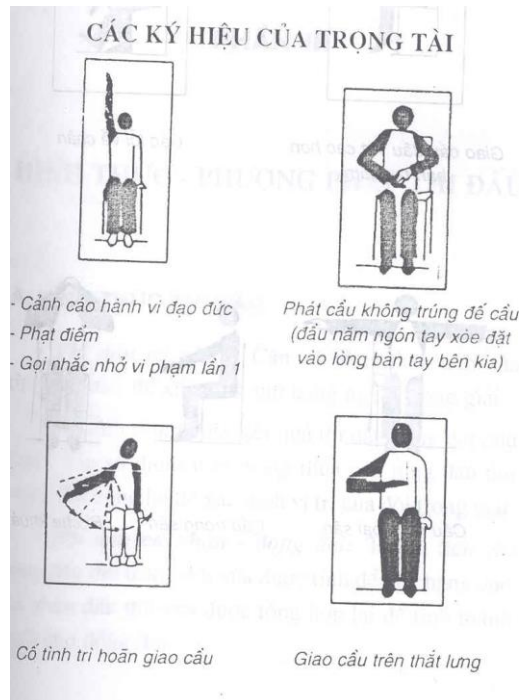 CÁC KÝ HIỆU CỦA TRỌNG TÀI
- Cảnh cáo hành vi đạo đức
- Phạt điểm
- Gọi nhắc nhở vi phạm lần 1
Phát cầu không trúng đế cầu
(đầu năm ngón tay xòe đặt
vào lòng bàn tay bên kia)
Cố tình trì hoãn giao cầu
Giao cầu trên thắt lưng